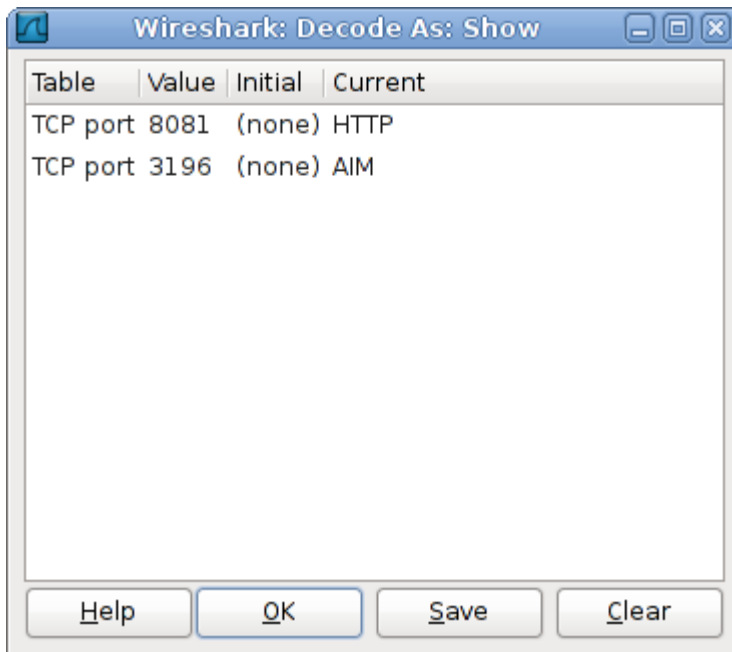 Wireshark: Decode As: Show
Table Value Initial Current
TCP port 8081 (none) HTTP
TCP port 3196 (none) AIM
Help OK Save Clear